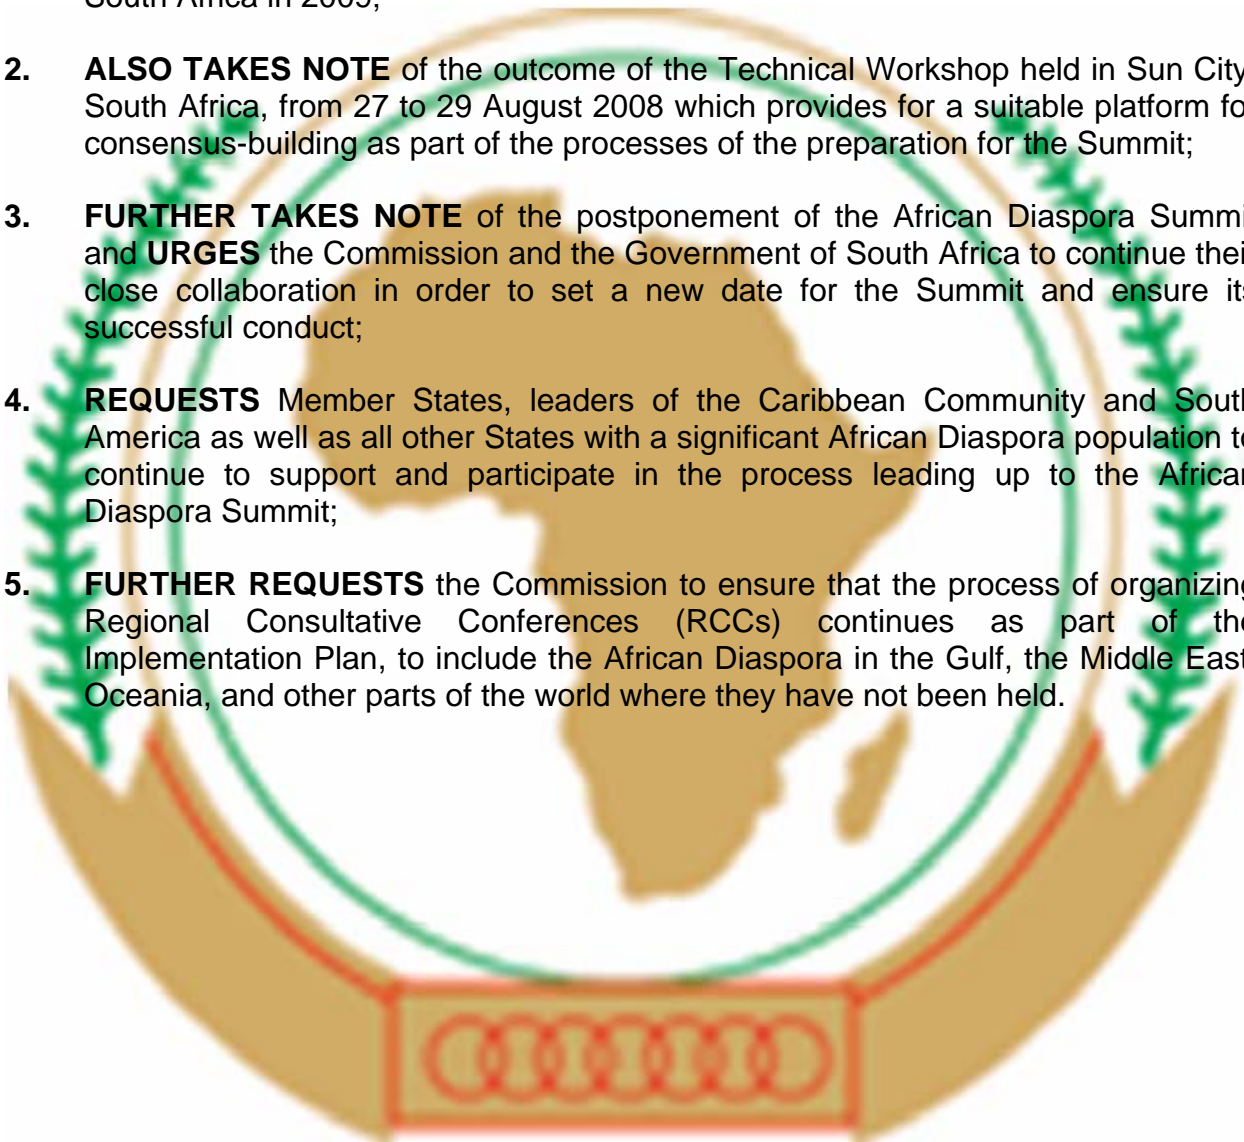 South Africa in 2009;
2. ALSO TAKES NOTE of the outcome of the Technical Workshop held in Sun City
South Africa, from 27 to 29 August 2008 which provides for a suitable platform fo
consensus-building as part of the processes of the preparation for the Summit;
3. FURTHER TAKES NOTE of the postponement of the African Diaspora Summi
and URGES the Commission and the Government of South Africa to continue thei
close collaboration in order to set a new date for the Summit and ensure its
successful conduct;
4. REQUESTS Member States, leaders of the Caribbean Community and South
America as well as all other States with a significant African Diaspora population to
continue to support and participate in the process leading up to the African
Diaspora Summit;
5. FURTHER REQUESTS the Commission to ensure that the process of organizing
Regional Consultative Conferences (RCCs) continues as part of the
Implementation Plan, to include the African Diaspora in the Gulf, the Middle East
Oceania, and other parts of the world where they have not been held.